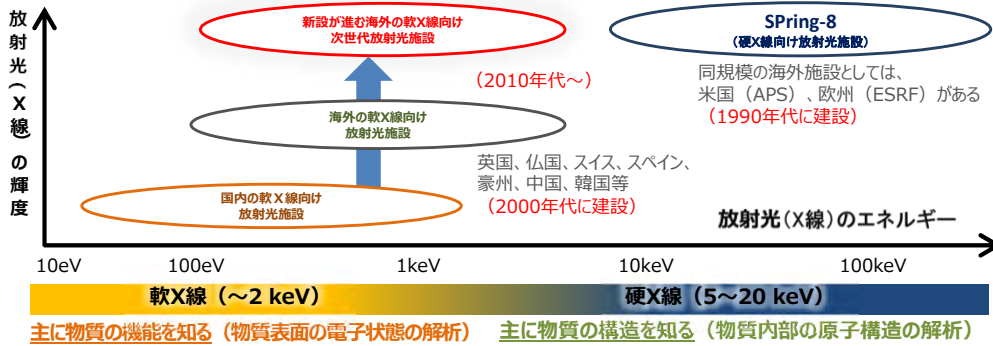 放射光(X線)の輝度
新設が進む海外の軟X線向け
次世代放射光施設
SPring-8
(硬X線向け放射光施設)
(2010年代~)
同規模の海外施設としては、
米国(APS)、欧州(ESRF)がある
(1990年代に建設)
海外の軟X線向け
放射光施設
英国、仏国、スイス、スペイン、
豪州、中国、韓国等
(2000年代に建設)
国内の軟X線向け
放射光施設
放射光(X線)のエネルギー
10eV 100eV 1keV 10keV 100keV
軟X線(~2 keV) 硬X線(5~20 keV)
主に物質の機能を知る(物質表面の電子状態の解析) 主に物質の構造を知る(物質内部の原子構造の解析)